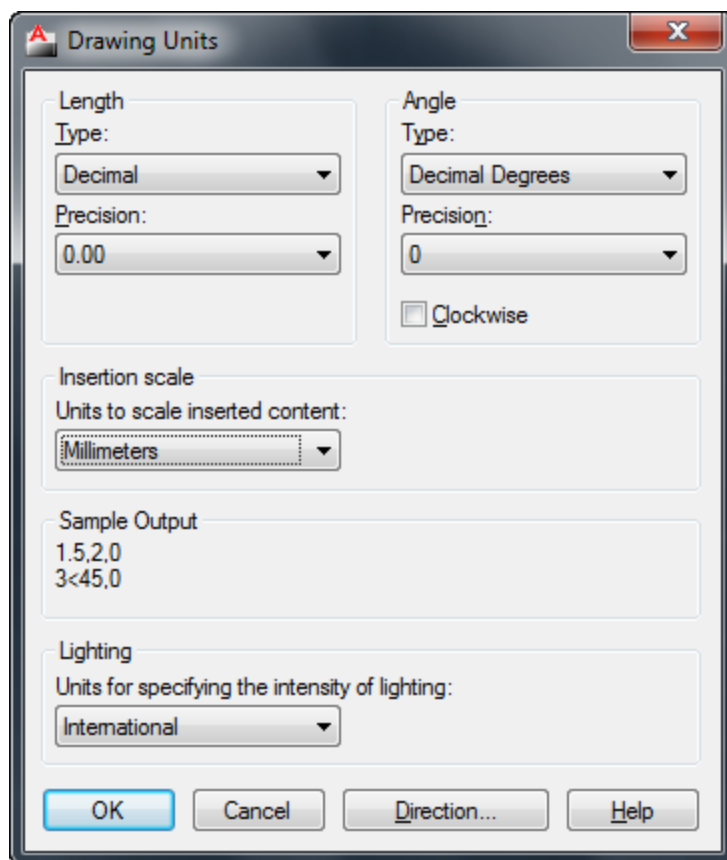 Drawing Units
Length
Type:
Decimal
Precision:
0.00
Angle
Type:
Decimal Degrees
Precision:
0
Clockwise
Insertion scale
Units to scale inserted content:
Millimeters
Sample Output
1.5,2,0
3<45,0
Lighting
Units for specifying the intensity of lighting:
International
OK Cancel Direction... Help